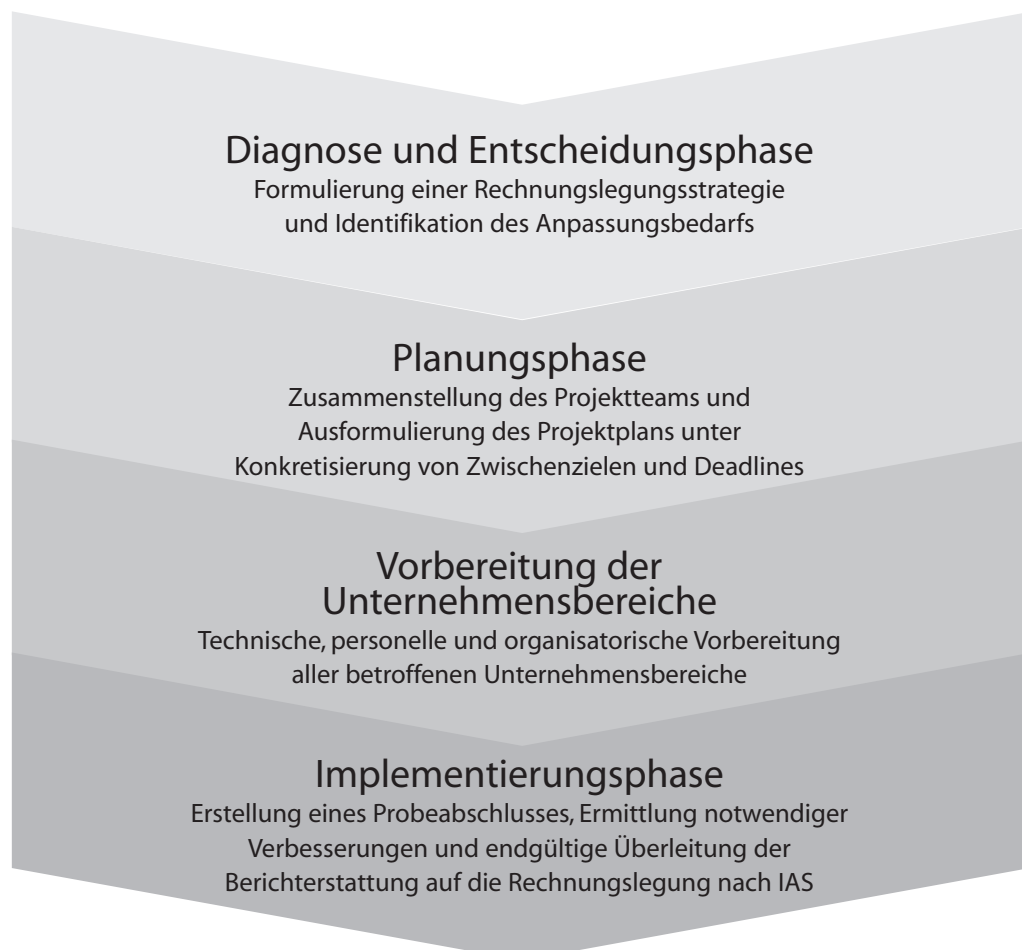 Diagnose und Entscheidungsphase
Formulierung einer Rechnungslegungsstrategie
und Identifikation des Anpassungsbedarfs
Planungsphase
Zusammenstellung des Projektteams und
Ausformulierung des Projektplans unter
Konkretisierung von Zwischenzielen und Deadlines
Vorbereitung der
Unternehmensbereiche
Technische, personelle und organisatorische Vorbereitung
aller betroffenen Unternehmensbereiche
Implementierungsphase
Erstellung eines Probeabschlusses, Ermittlung notwendiger
Verbesserungen und endgültige Überleitung der
Berichterstattung auf die Rechnungslegung nach IAS